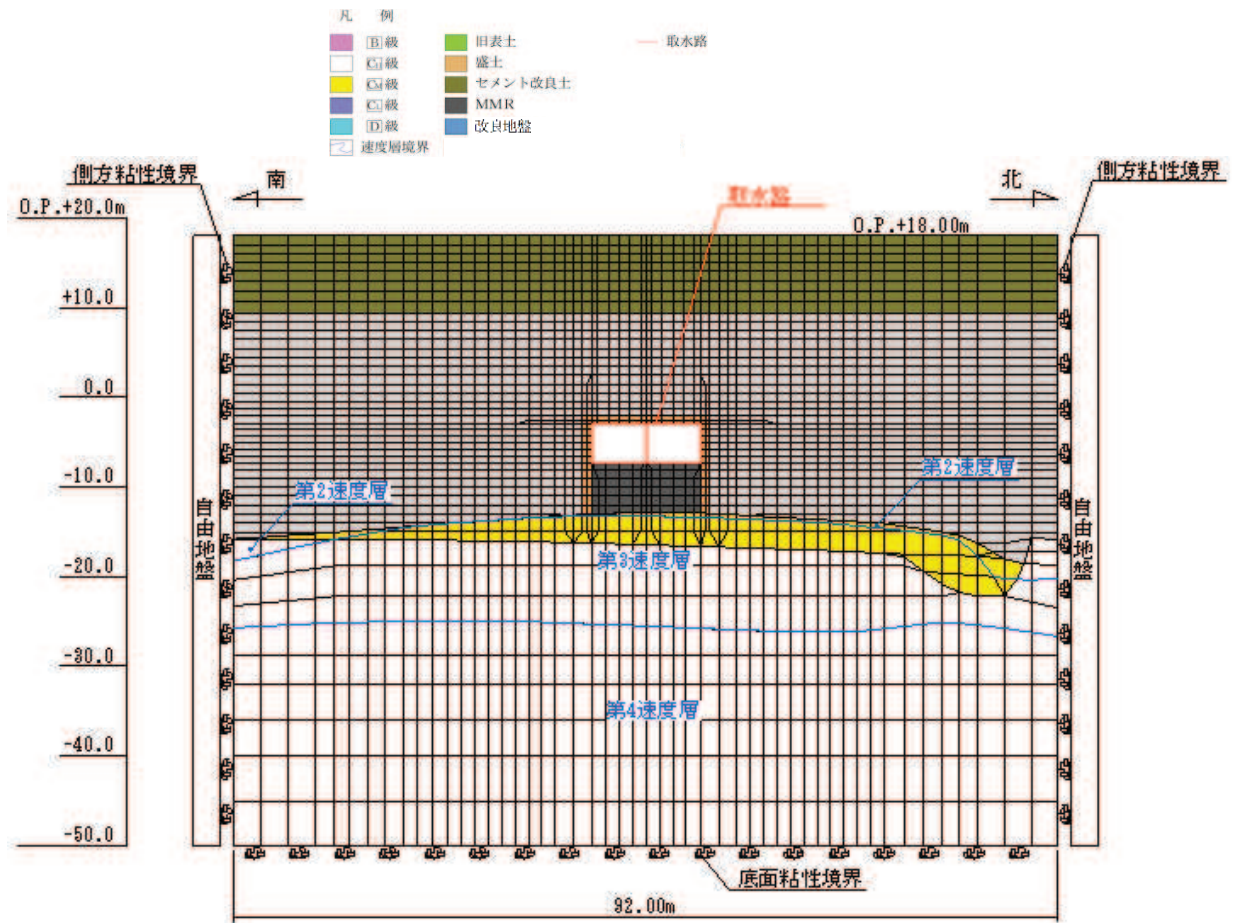 凡 例
B級
旧表土
取水路
CH級
盛土
CM級
セメント改良土
CL級
MMR
D級
改良地盤
速度層境界
側方粘性境界
南
北
側方粘性境界
O.P.+20.0m
取水路
O.P.+18.00m
+10.0
0.0
-10.0
第2速度層
第2速度層
自由地盤
自由地盤
第3速度層
-20.0
-30.0
第4速度層
-40.0
-50.0
底面粘性境界
92.00m